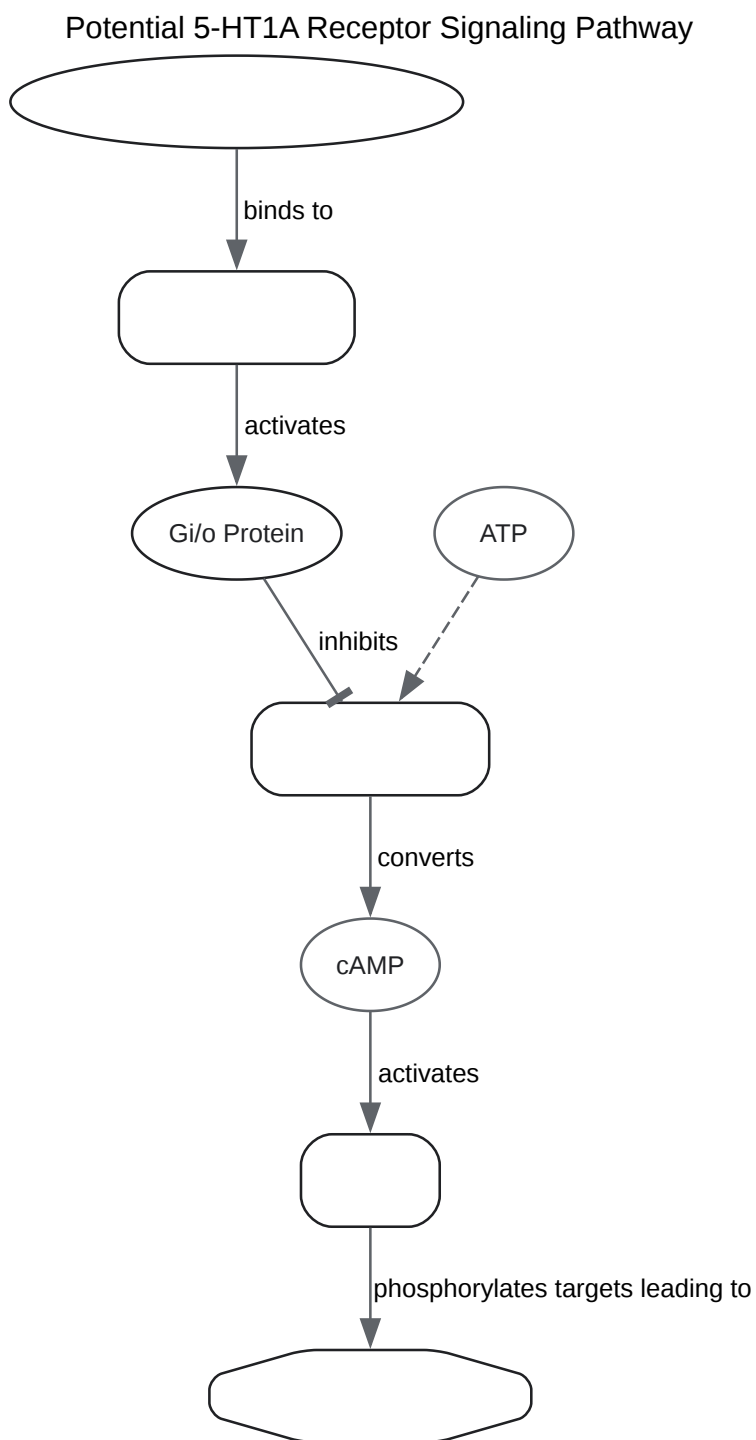 Potential 5-HT1A Receptor Signaling Pathway
binds to
activates
Gi/o Protein
ATP
inhibits
converts
cAMP
activates
phosphorylates targets leading to